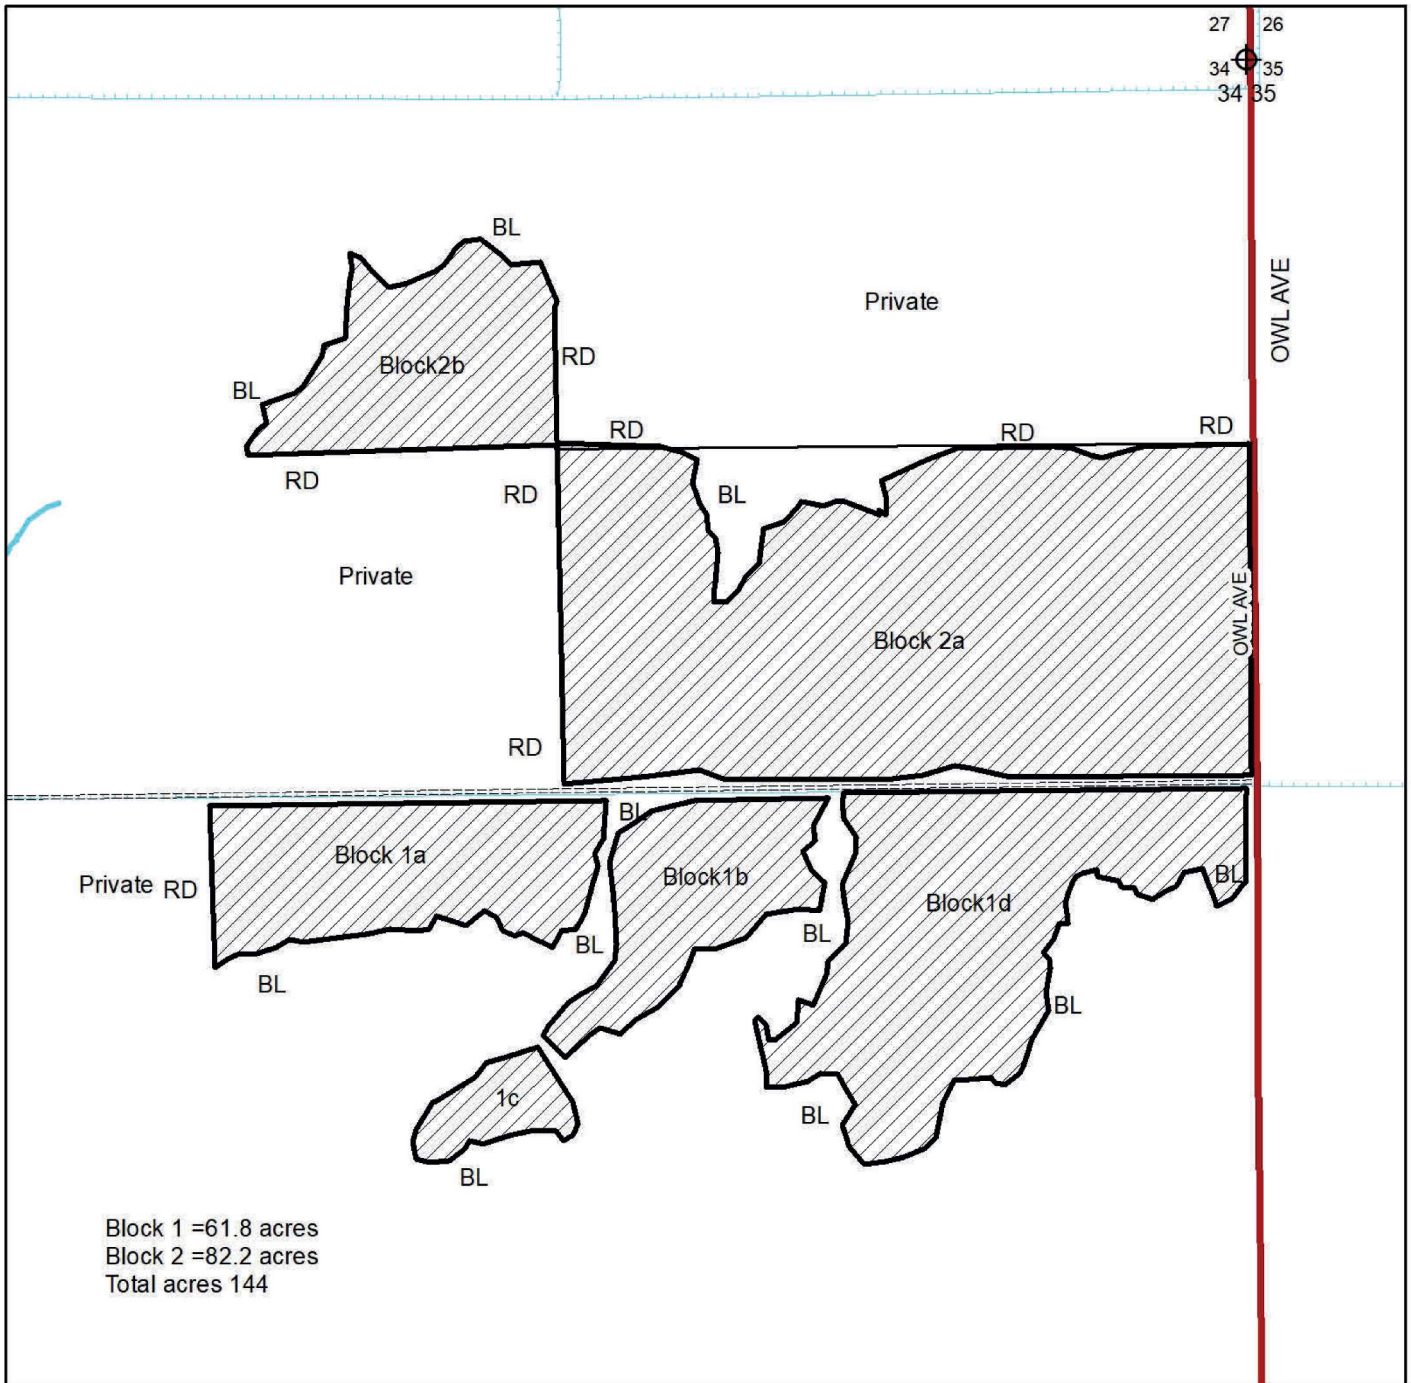 27 26
34 35
34 35
BL
OWL AVE
Private
Block2b
RD
BL
RD
RD
RD
RD
RD
BL
Private
OWL AVE
Block 2a
RD
BL
Block 1a
Block1b
BL
Private
RD
Block1d
BL
BL
BL
BL
1c
BL
BL
Block 1 =61.8 acres
Block 2 =82.2 acres
Total acres 144